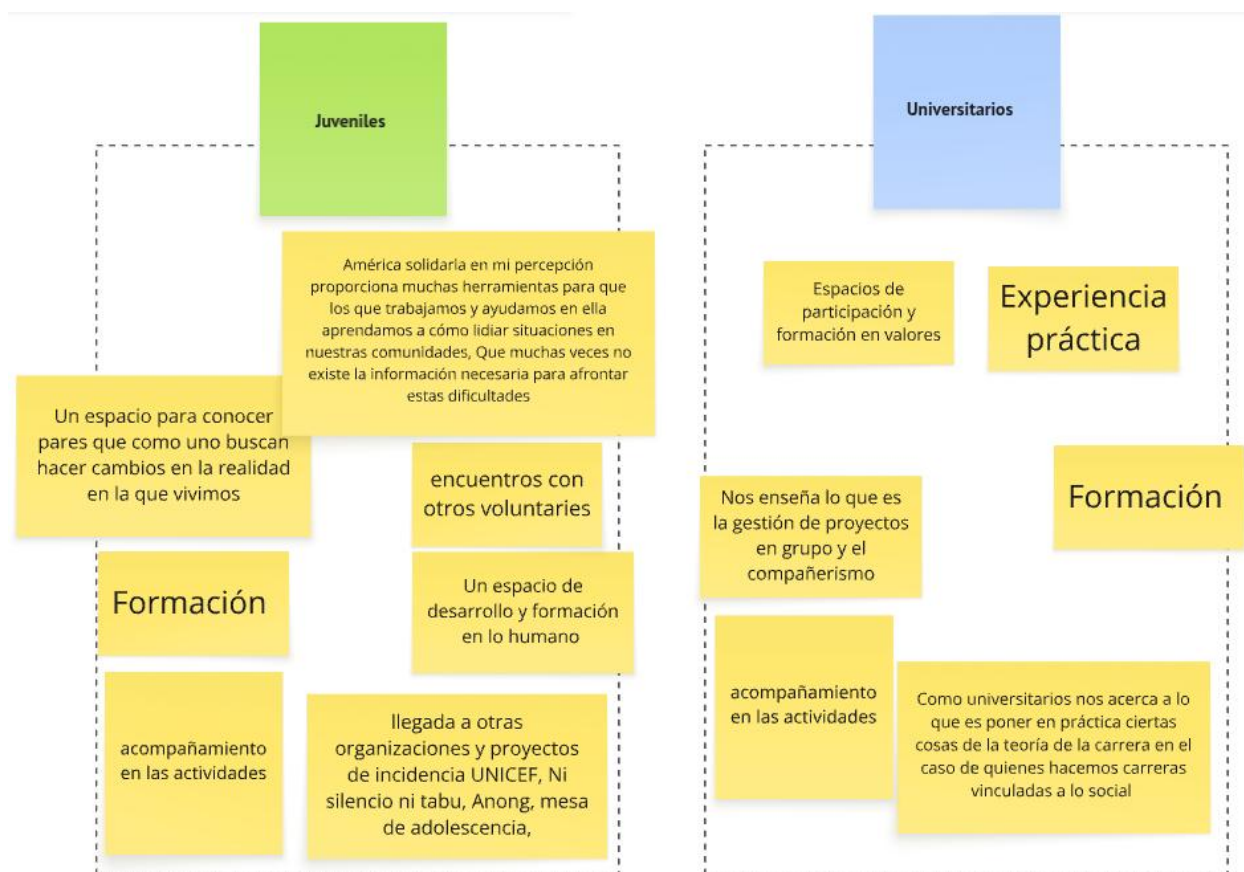 Juveniles
América solidarIa en mi percepción
proporciona muchas herramientas para que
los que trabajamos y ayudamos en ella
aprendamos a cómo lidiar situaciones en
nuestras comunidades, Que muchas veces no
existe la información necesaria para afrontar
estas dificultades
Un espacio para conocer
pares que como uno buscan
hacer cambios en la realidad
en la que vivimos
encuentros con
otros voluntaries
Formación
Un espacio de
desarrollo y formación
en lo humano
acompañamiento
en las actividades
llegada a otras
organizaciones y proyectos
de incidencia UNICEF, Ni
silencio ni tabu, Anong, mesa
de adolescencia,
Universitarios
Espacios de
participación y
formación en valores
Experiencia
práctica
Formación
Nos enseña lo que es
la gestión de proyectos
en grupo y el
compañerismo
acompañamiento
en las actividades
Como universitarios nos acerca a lo
que es poner en práctica ciertas
cosas de la teoría de la carrera en el
caso de quienes hacemos carreras
vinculadas a lo social